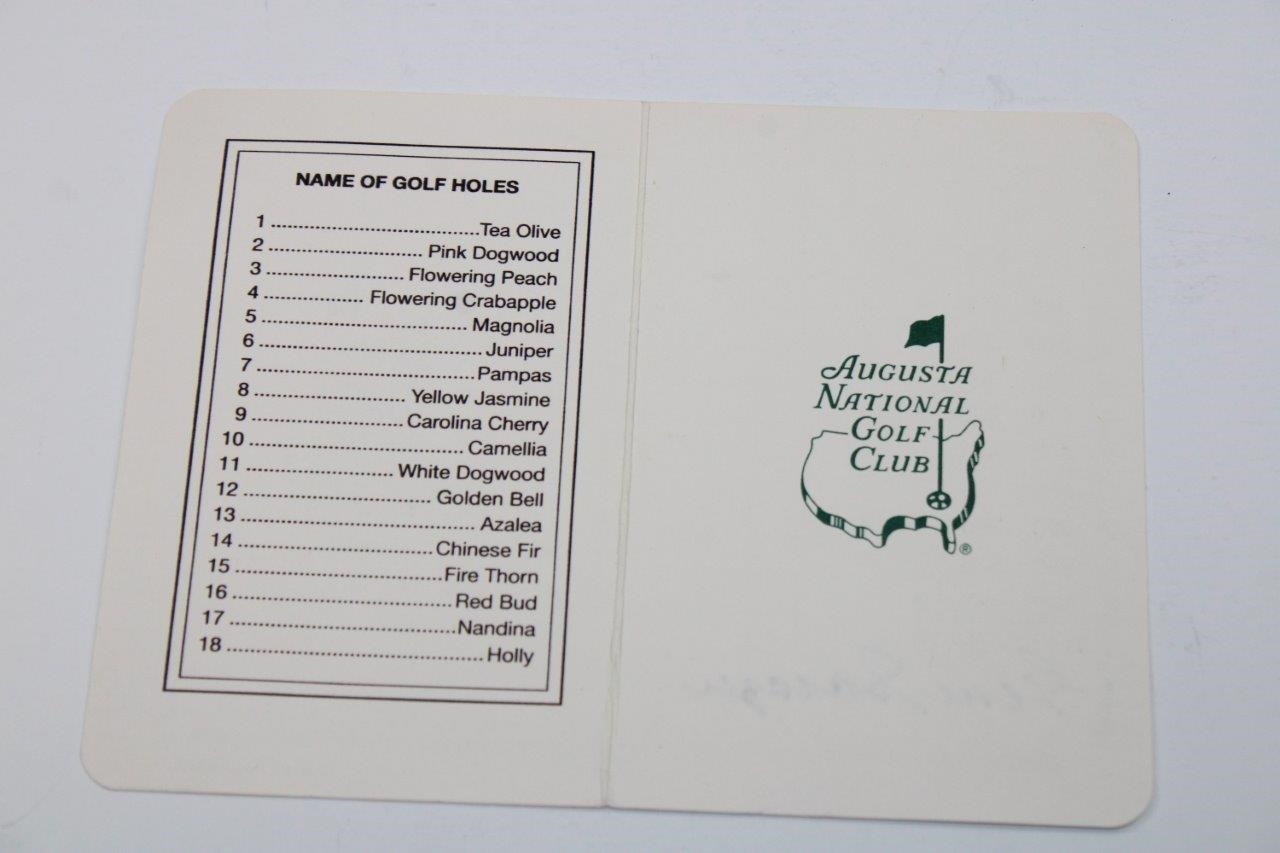 NAME OF GOLF HOLES
1 ........................................Tea Olive
2 .............................. Pink Dogwood
3 ........................... Flowering Peach
4 ................... Flowering Crabapple
5 ........................................ Magnolia
6 ...........................................Juniper
7 ..........................................Pampas
8 ............................. Yellow Jasmine
9 .............................Carolina Cherry
10 ......................................... Camellia
11 ............................ White Dogwood
12 .................................... Golden Bell
13 ............................................. Azalea
14 .....................................Chinese Fir
15 .......................................Fire Thorn
16 .........................................Red Bud
17 ...........................................Nandina
18 .................................................Holly
AUGUSTA
NATIONAL
GOLF
CLUB
®